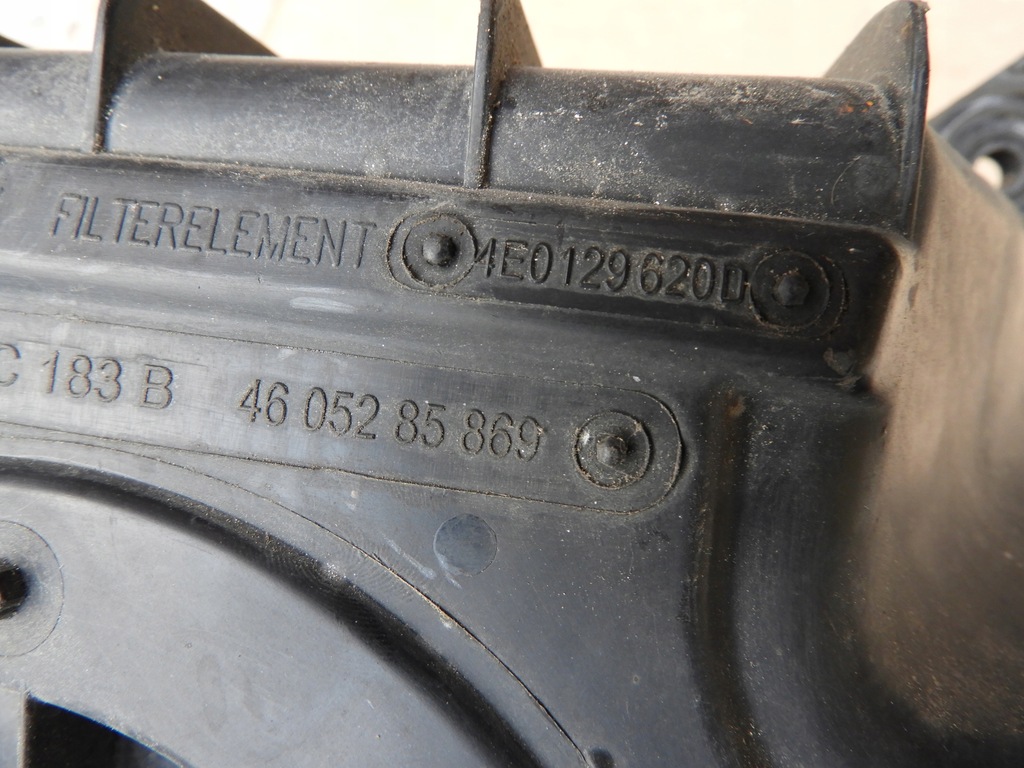 FILTERELEMENT 4E0129620D
C 183 B 46 052 85 869